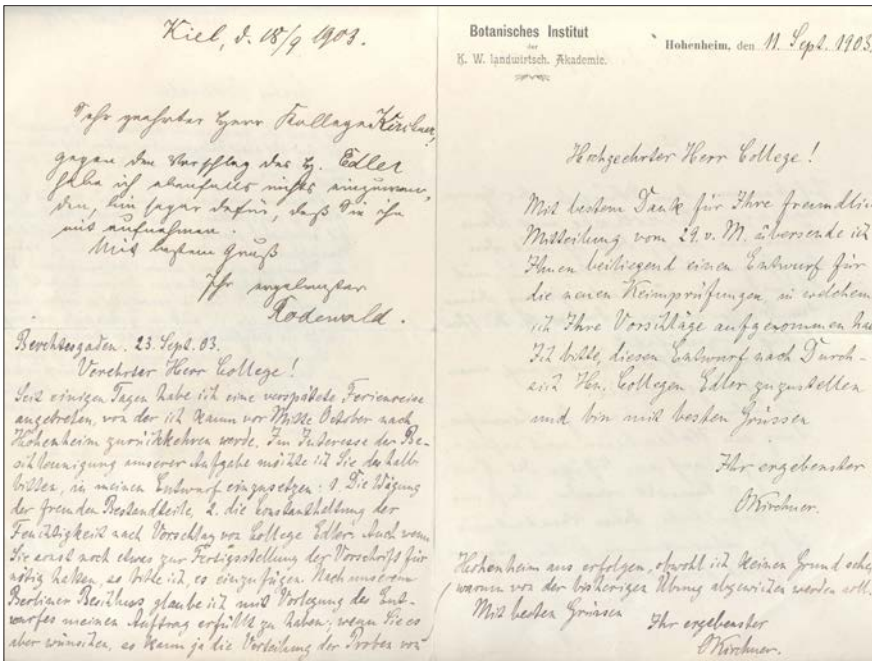 Kiel, d. 18/9 1903.
Sehr geehrter Herr Kollege Kirchner,
gegen den Vorschlag des H. Edler
habe ich ebenfalls nichts einzuwen-
den, bin sogar dafür, daß Sie ihn
mit aufnehmen.
Mit bestem Gruß
Ihr ergebenster
Rodewald.
Berchtesgaden. 23. Sept. 03.
Verehrter Herr College!
Seit einigen Tagen habe ich eine verspätete Ferienreise
angetreten, von der ich kaum vor Mitte October nach
Hohenheim zurückkehren werde. Im Interesse der Be-
schleunigung unserer Aufgabe möchte ich Sie deshalb
bitten, in meinen Entwurf einzusetzen: 1. Die Wägung
der fremden Bestandteile, 2. die Constanthaltung der
Feuchtigkeit nach Vorschlag von College Edler. Auch wenn
Sie sonst noch etwas zur Fertigstellung der Vorschrift für
nötig halten, so bitte ich, es einzufügen. Nach unserem
Berliner Beschluss glaube ich mit Vorlegung des Ent-
wurfes meinen Auftrag erfüllt zu haben; wenn Sie es
aber wünschen, so kann ja die Verteilung der Proben von
Botanisches Institut
der
K. W. landwirtsch. Akademie.
Hohenheim, den 11. Sept. 1903.
Hochgeehrter Herr College!
Mit bestem Dank für Ihre freundlic
Mitteilung vom 29. v. M. übersende ich
Ihnen beiliegend einen Entwurf für
die neuen Keimprüfungen, in welchem
ich Ihre Vorschläge aufgenommen hab
Ich bitte, diesen Entwurf nach Durch-
sicht Hn. Collegen Edler zuzustellen
und bin mit besten Grüssen
Ihr ergebenster
OKirchner.
Hohenheim aus erfolgen, obwohl ich keinen Grund sehe,
warum von der bisherigen Übung abgewichen werden soll.
Mit besten Grüssen
Ihr ergebenster
OKirchner.